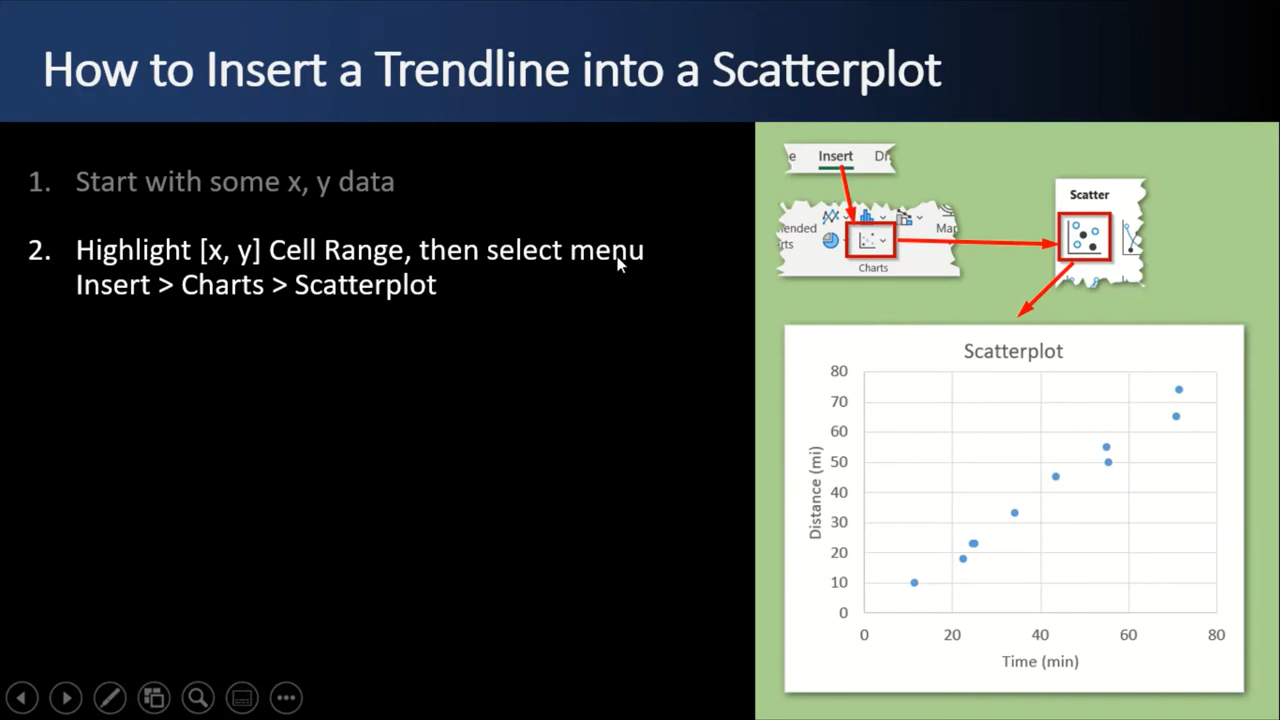 How to Insert a Trendline into a Scatterplot
1. Start with some x, y data
2. Highlight [x, y] Cell Range, then select menu
Insert > Charts > Scatterplot
Insert
Scatter
Charts
Scatterplot
80
70
60
50
40
30
20
10
0
Distance (mi)
0 20 40 60 80
Time (min)